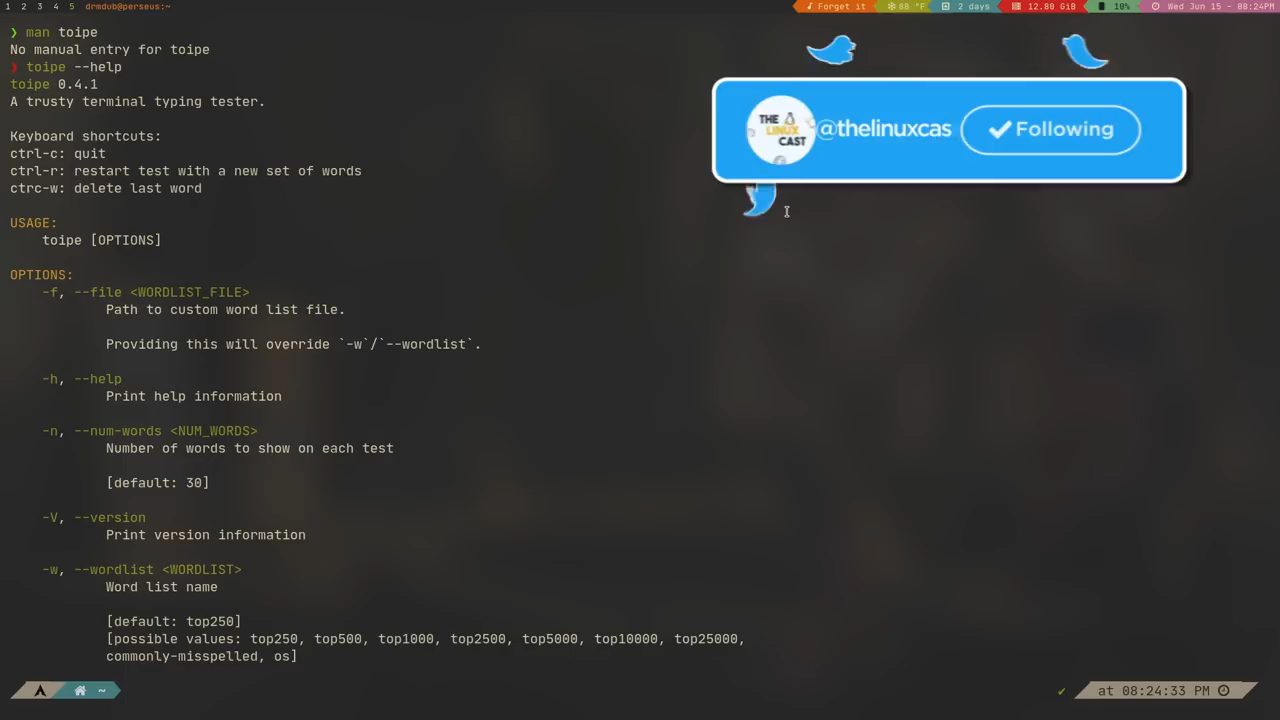 1 2 3 4 5 drmdub@perseus:~ Forget it 88 °F 2 days 12.80 GiB 10% Wed Jun 15 - 08:24PM
❯ man toipe
No manual entry for toipe
❯ toipe --help
toipe 0.4.1
A trusty terminal typing tester.
THE
LINUX
CAST
@thelinuxcas
Following
Keyboard shortcuts:
ctrl-c: quit
ctrl-r: restart test with a new set of words
ctrc-w: delete last word
USAGE:
toipe [OPTIONS]
OPTIONS:
-f, --file <WORDLIST_FILE>
Path to custom word list file.
Providing this will override `-w`/`--wordlist`.
-h, --help
Print help information
-n, --num-words <NUM_WORDS>
Number of words to show on each test
[default: 30]
-V, --version
Print version information
-w, --wordlist <WORDLIST>
Word list name
[default: top250]
[possible values: top250, top500, top1000, top2500, top5000, top10000, top25000,
commonly-misspelled, os]
~ ✔ at 08:24:33 PM